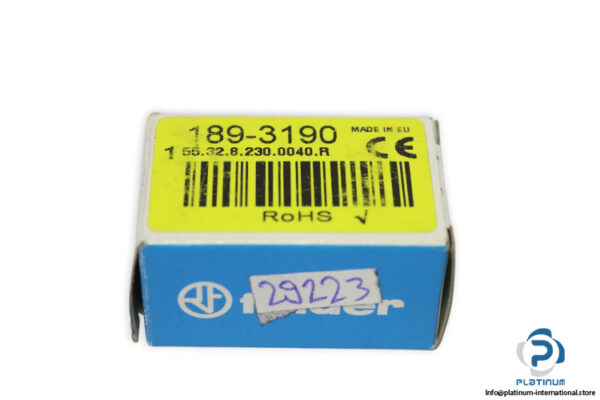 189-3190
MADE IN EU
1 55.32.8.230.0040.R
CE
RoHS √
29223
PLATINUM
Info@platinum-international.store